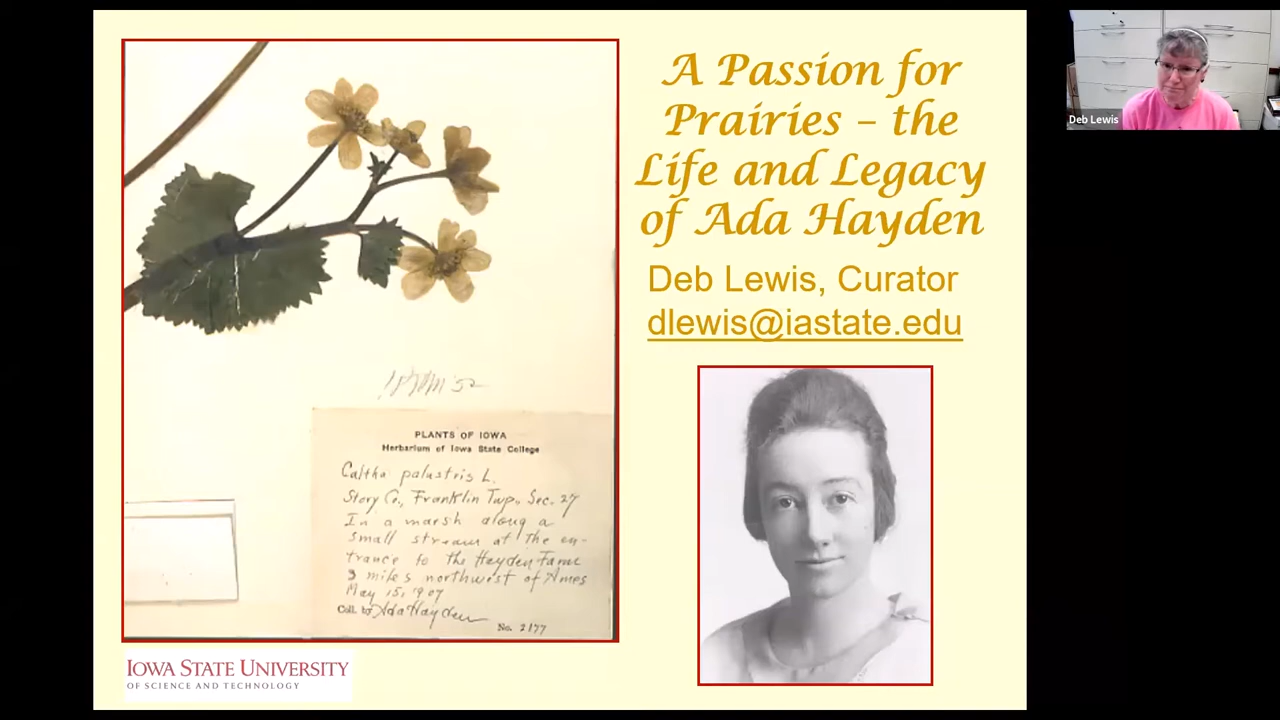 A Passion for
Prairies – the
Life and Legacy
of Ada Hayden
Deb Lewis, Curator
dlewis@iastate.edu
PLANTS OF IOWA
Herbarium of Iowa State College
Caltha palustris L.
Story Co., Franklin Twp., Sec. 27
In a marsh along a
small stream at the en-
trance to the Hayden Farm
3 miles northwest of Ames
May 15, 1907
Coll. by Ada Hayden
No. 2177
IOWA STATE UNIVERSITY
OF SCIENCE AND TECHNOLOGY
Deb Lewis